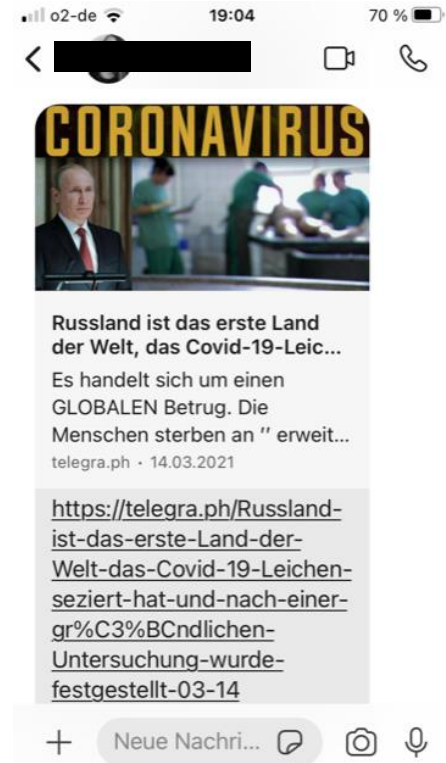 o2-de 19:04 70 %
CORONAVIRUS
Russland ist das erste Land
der Welt, das Covid-19-Leic...
Es handelt sich um einen
GLOBALEN Betrug. Die
Menschen sterben an '' erweit...
telegra.ph · 14.03.2021
https://telegra.ph/Russland-
ist-das-erste-Land-der-
Welt-das-Covid-19-Leichen-
seziert-hat-und-nach-einer-
gr%C3%BCndlichen-
Untersuchung-wurde-
festgestellt-03-14
Neue Nachri...